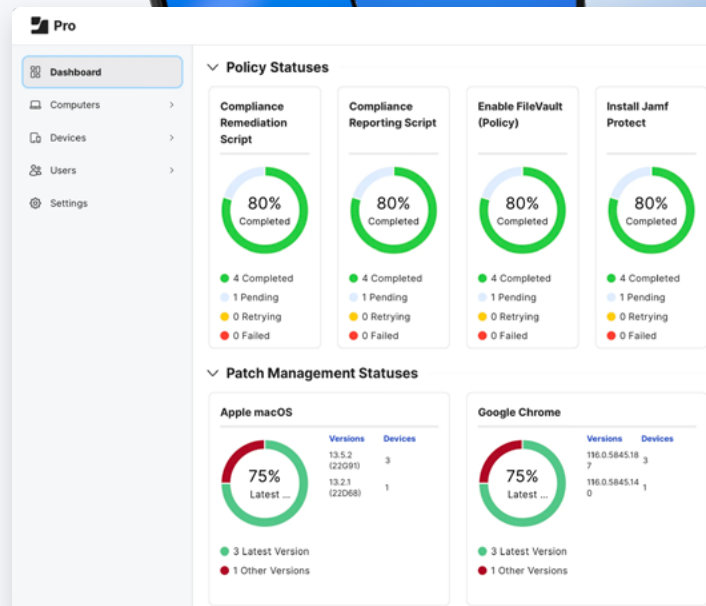 Pro
Dashboard
Computers
Devices
Users
Settings
Policy Statuses
Compliance
Remediation
Script
80%
Completed
4 Completed
1 Pending
0 Retrying
0 Failed
Compliance
Reporting Script
80%
Completed
4 Completed
1 Pending
0 Retrying
0 Failed
Enable FileVault
(Policy)
80%
Completed
4 Completed
1 Pending
0 Retrying
0 Failed
Install Jamf
Protect
80%
Completed
4 Completed
1 Pending
0 Retrying
0 Failed
Patch Management Statuses
Apple macOS
75%
Latest ...
Versions Devices
13.5.2
(22G91) 3
13.2.1
(22D68) 1
3 Latest Version
1 Other Versions
Google Chrome
75%
Latest ...
Versions Devices
116.0.5845.18
7 3
116.0.5845.14
0 1
3 Latest Version
1 Other Versions